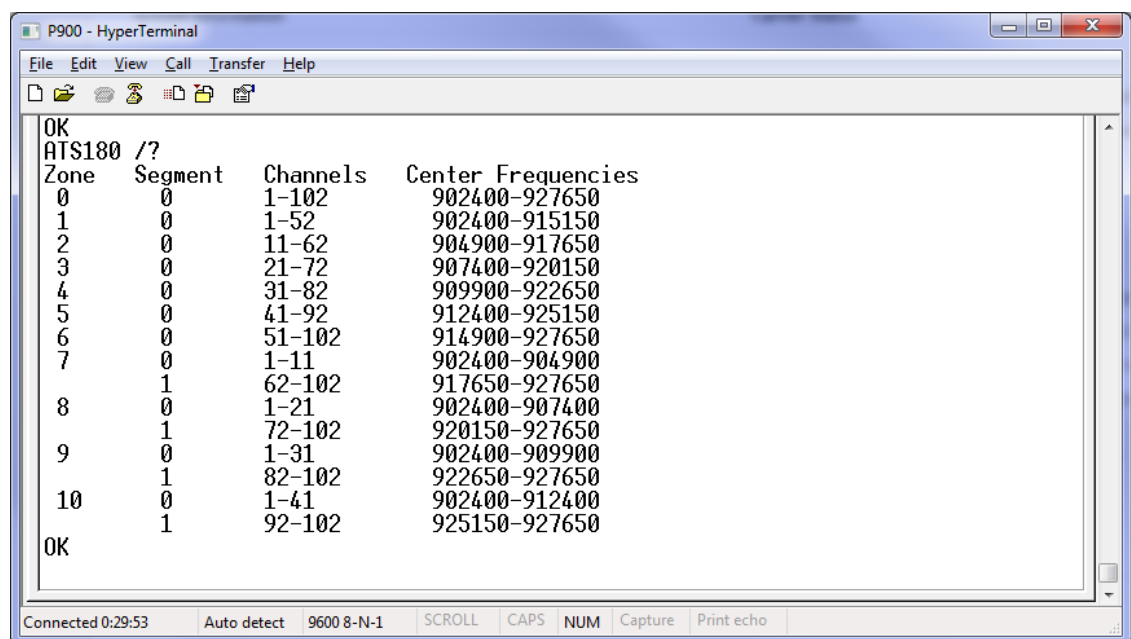 P900 - HyperTerminal
File Edit View Call Transfer Help
OK
ATS180 /?
Zone Segment Channels Center Frequencies
0 0 1-102 902400-927650
1 0 1-52 902400-915150
2 0 11-62 904900-917650
3 0 21-72 907400-920150
4 0 31-82 909900-922650
5 0 41-92 912400-925150
6 0 51-102 914900-927650
7 0 1-11 902400-904900
1 62-102 917650-927650
8 0 1-21 902400-907400
1 72-102 920150-927650
9 0 1-31 902400-909900
1 82-102 922650-927650
10 0 1-41 902400-912400
1 92-102 925150-927650
OK
Connected 0:29:53 Auto detect 9600 8-N-1 SCROLL CAPS NUM Capture Print echo